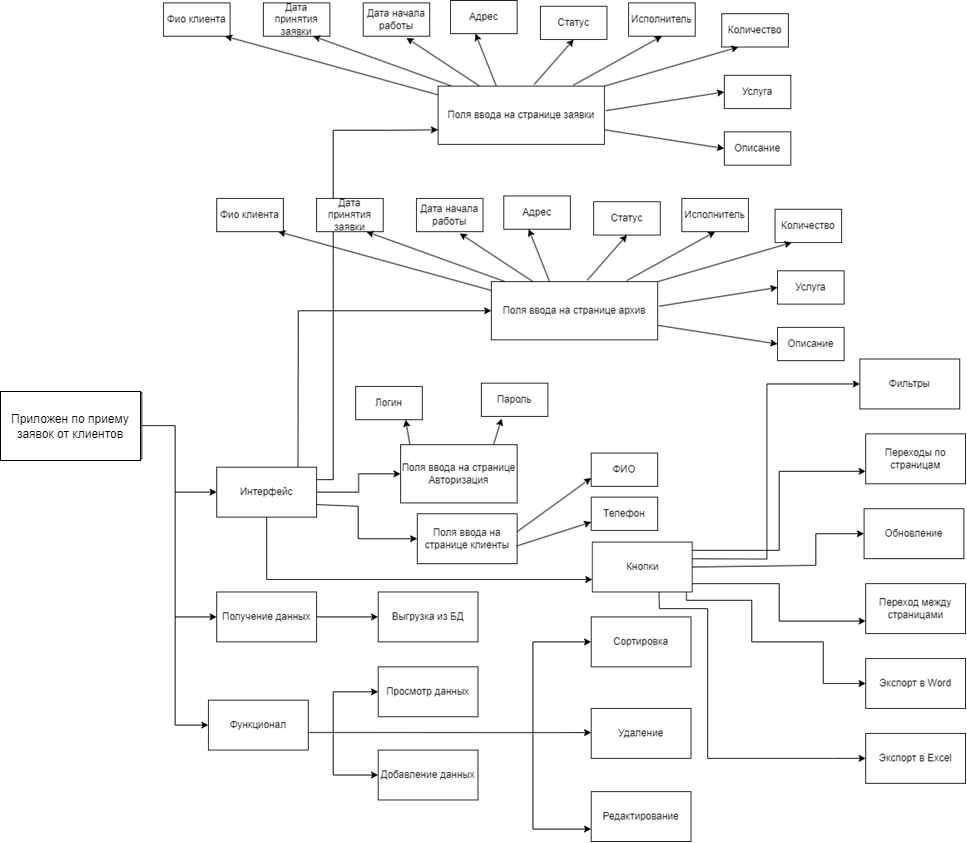 Фио клиента
Дата
принятия
заявки
Дата начала
работы
Адрес
Статус
Исполнитель
Количество
Поля ввода на странице заявки
Услуга
Описание
Фио клиента
Дата
принятия
заявки
Дата начала
работы
Адрес
Статус
Исполнитель
Количество
Поля ввода на странице архив
Услуга
Описание
Приложен по приему
заявок от клиентов
Логин
Пароль
Фильтры
Поля ввода на странице
Авторизация
Интерфейс
ФИО
Переходы по
страницам
Поля ввода на
странице клиенты
Телефон
Обновление
Кнопки
Получение данных
Выгрузка из БД
Переход между
страницами
Сортировка
Экспорт в Word
Просмотр данных
Функционал
Удаление
Экспорт в Excel
Добавление данных
Редактирование